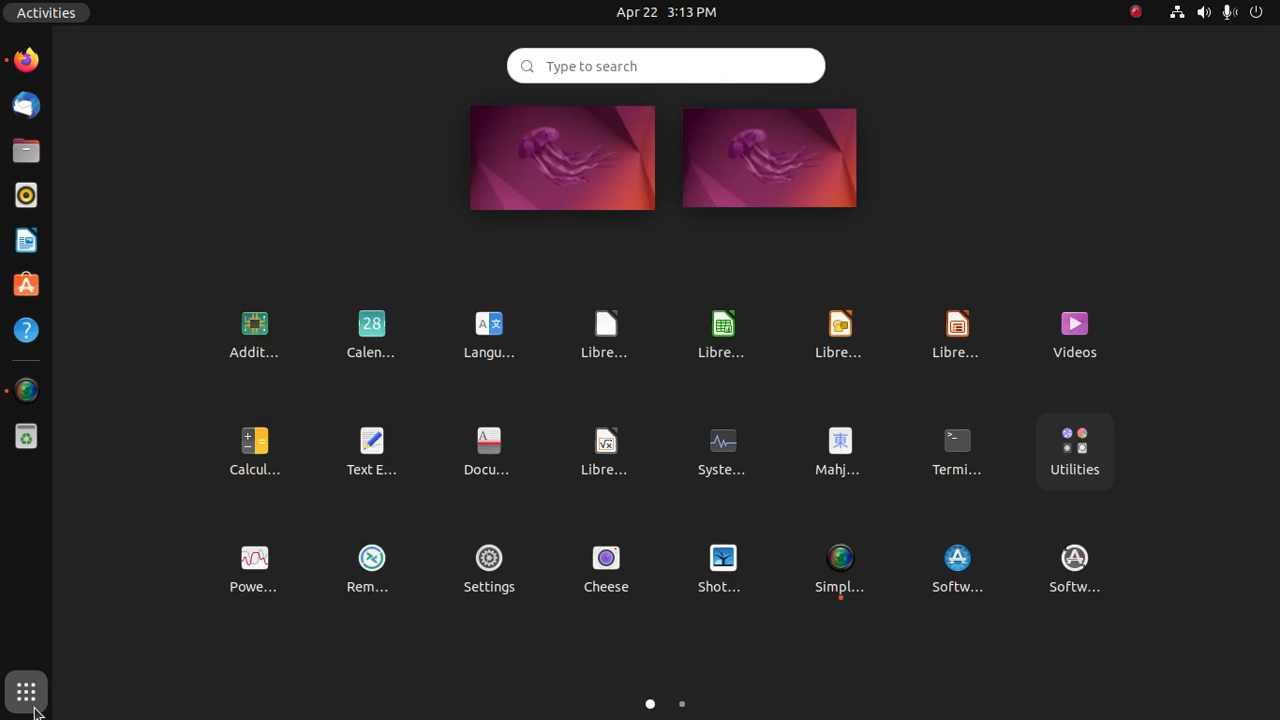 Activities
Apr 22 3:13 PM
Type to search
Addit...
Calen...
Langu...
Libre...
Libre...
Libre...
Libre...
Videos
Calcul...
Text E...
Docu...
Libre...
Syste...
Mahj...
Termi...
Utilities
Powe...
Rem...
Settings
Cheese
Shot...
Simpl...
Softw...
Softw...